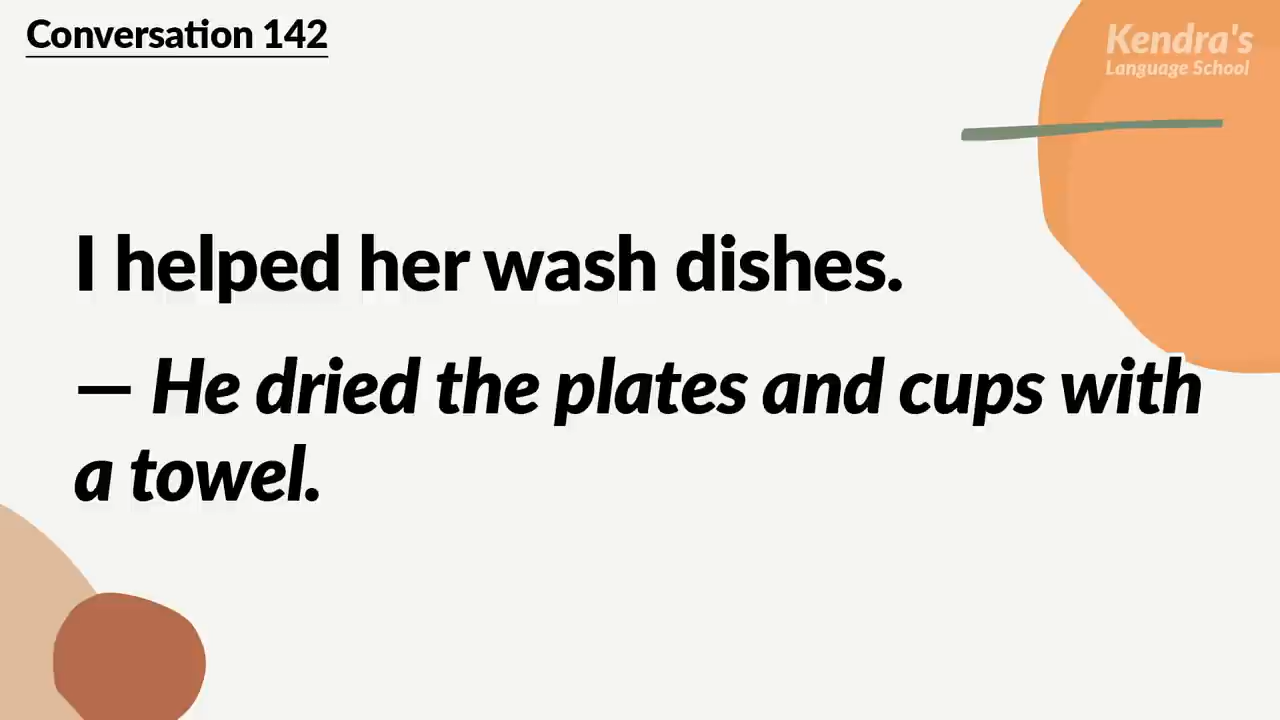 Conversation 142
Kendra's
Language School
I helped her wash dishes.
— He dried the plates and cups with
a towel.